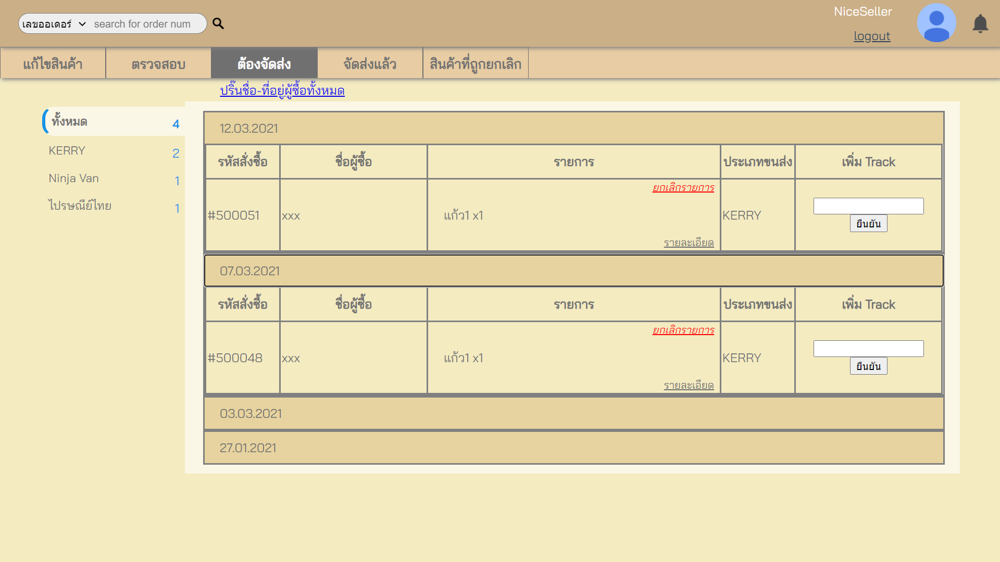 เลขออเดอร์ search for order num
NiceSeller
logout
แก้ไขสินค้า ตรวจสอบ ต้องจัดส่ง จัดส่งแล้ว สินค้าที่ถูกยกเลิก
ปริ๊นชื่อ-ที่อยู่ผู้ซื้อทั้งหมด
ทั้งหมด 4
KERRY 2
Ninja Van 1
ไปรษณีย์ไทย 1
12.03.2021
รหัสสั่งซื้อ ชื่อผู้ซื้อ รายการ ประเภทขนส่ง เพิ่ม Track
ยกเลิกรายการ
#500051 xxx แก้ว1 x1 KERRY
ยืนยัน
รายละเอียด
07.03.2021
รหัสสั่งซื้อ ชื่อผู้ซื้อ รายการ ประเภทขนส่ง เพิ่ม Track
ยกเลิกรายการ
#500048 xxx แก้ว1 x1 KERRY
ยืนยัน
รายละเอียด
03.03.2021
27.01.2021